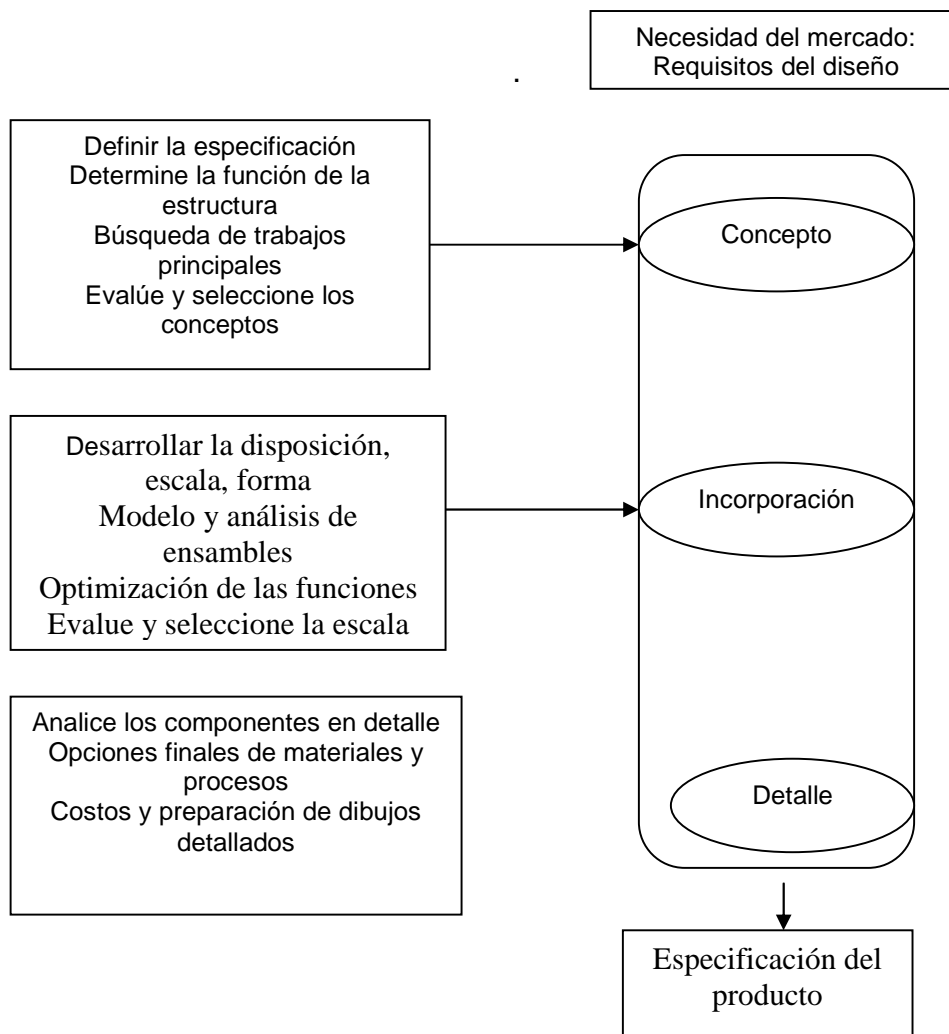 Necesidad del mercado:
Requisitos del diseño
.
Definir la especificación
Determine la función de la
estructura
Búsqueda de trabajos
principales
Evalúe y seleccione los
conceptos
Concepto
Desarrollar la disposición,
escala, forma
Modelo y análisis de
ensambles
Optimización de las funciones
Evalue y seleccione la escala
Incorporación
Analice los componentes en detalle
Opciones finales de materiales y
procesos
Costos y preparación de dibujos
detallados
Detalle
Especificación del
producto